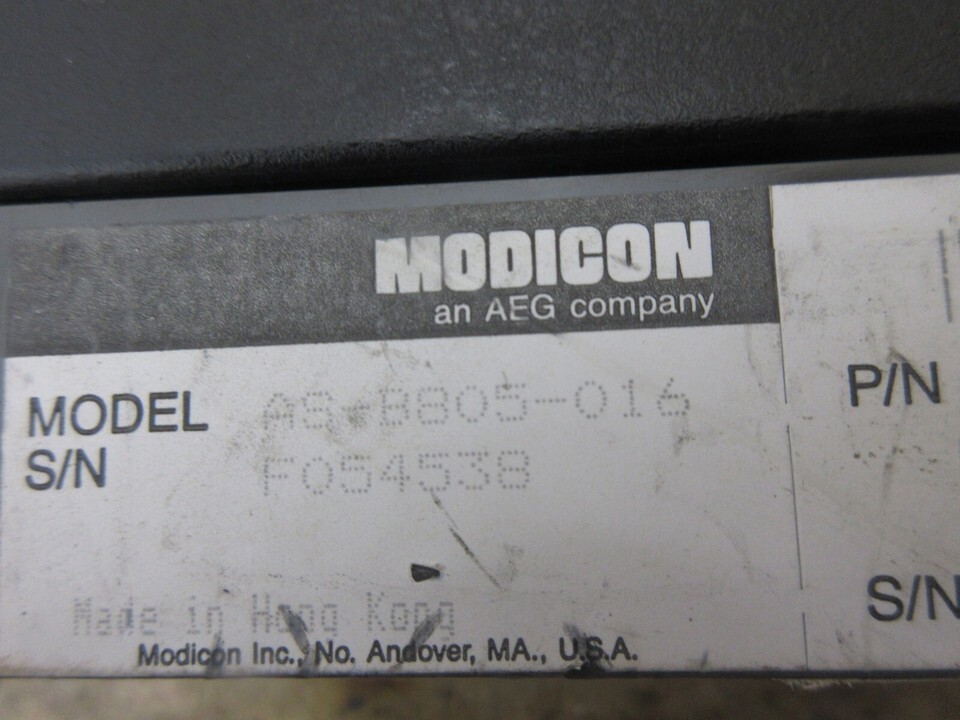 MODICON
an AEG company
MODEL AS-B805-016
S/N F054538
Made in Hong Kong
Modicon Inc., No. Andover, MA., U.S.A.
P/N
S/N